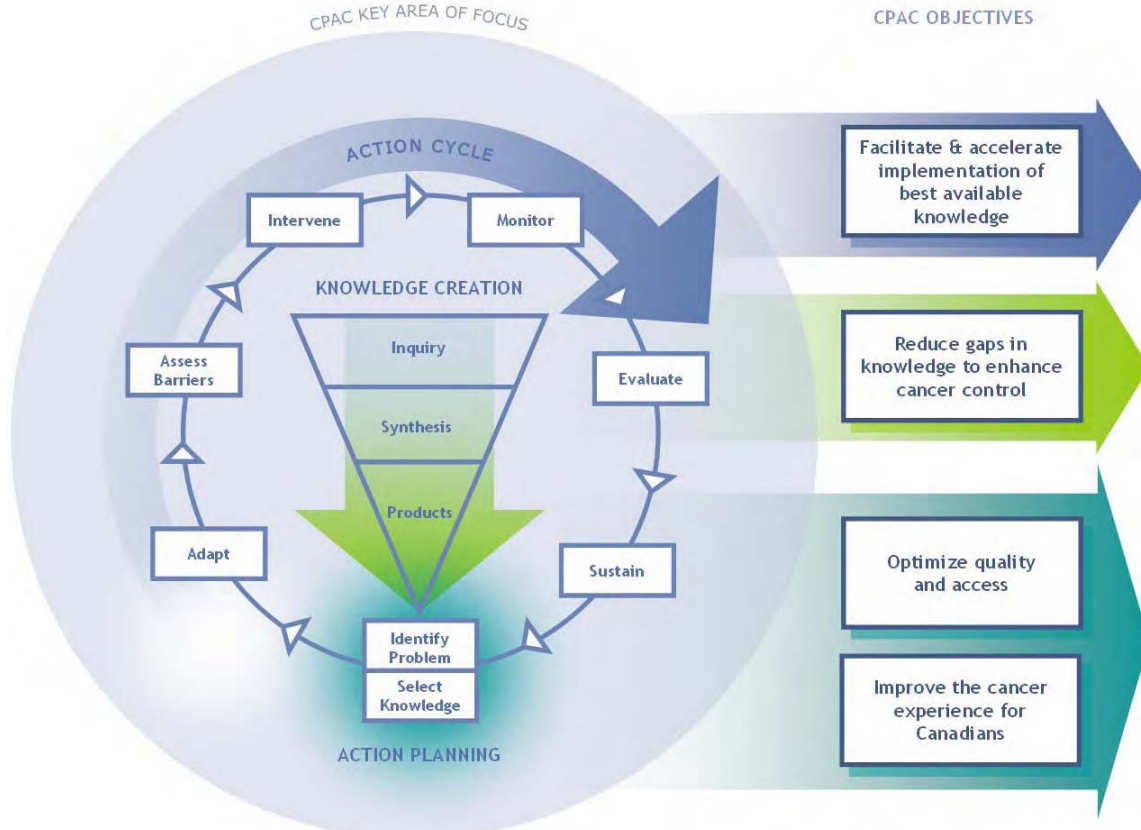 CPAC KEY AREA OF FOCUS
CPAC OBJECTIVES
ACTION CYCLE
Intervene
Monitor
KNOWLEDGE CREATION
Inquiry
Assess
Barriers
Evaluate
Synthesis
Products
Adapt
Sustain
Identify
Problem
Select
Knowledge
ACTION PLANNING
Facilitate & accelerate
implementation of
best available
knowledge
Reduce gaps in
knowledge to enhance
cancer control
Optimize quality
and access
Improve the cancer
experience for
Canadians